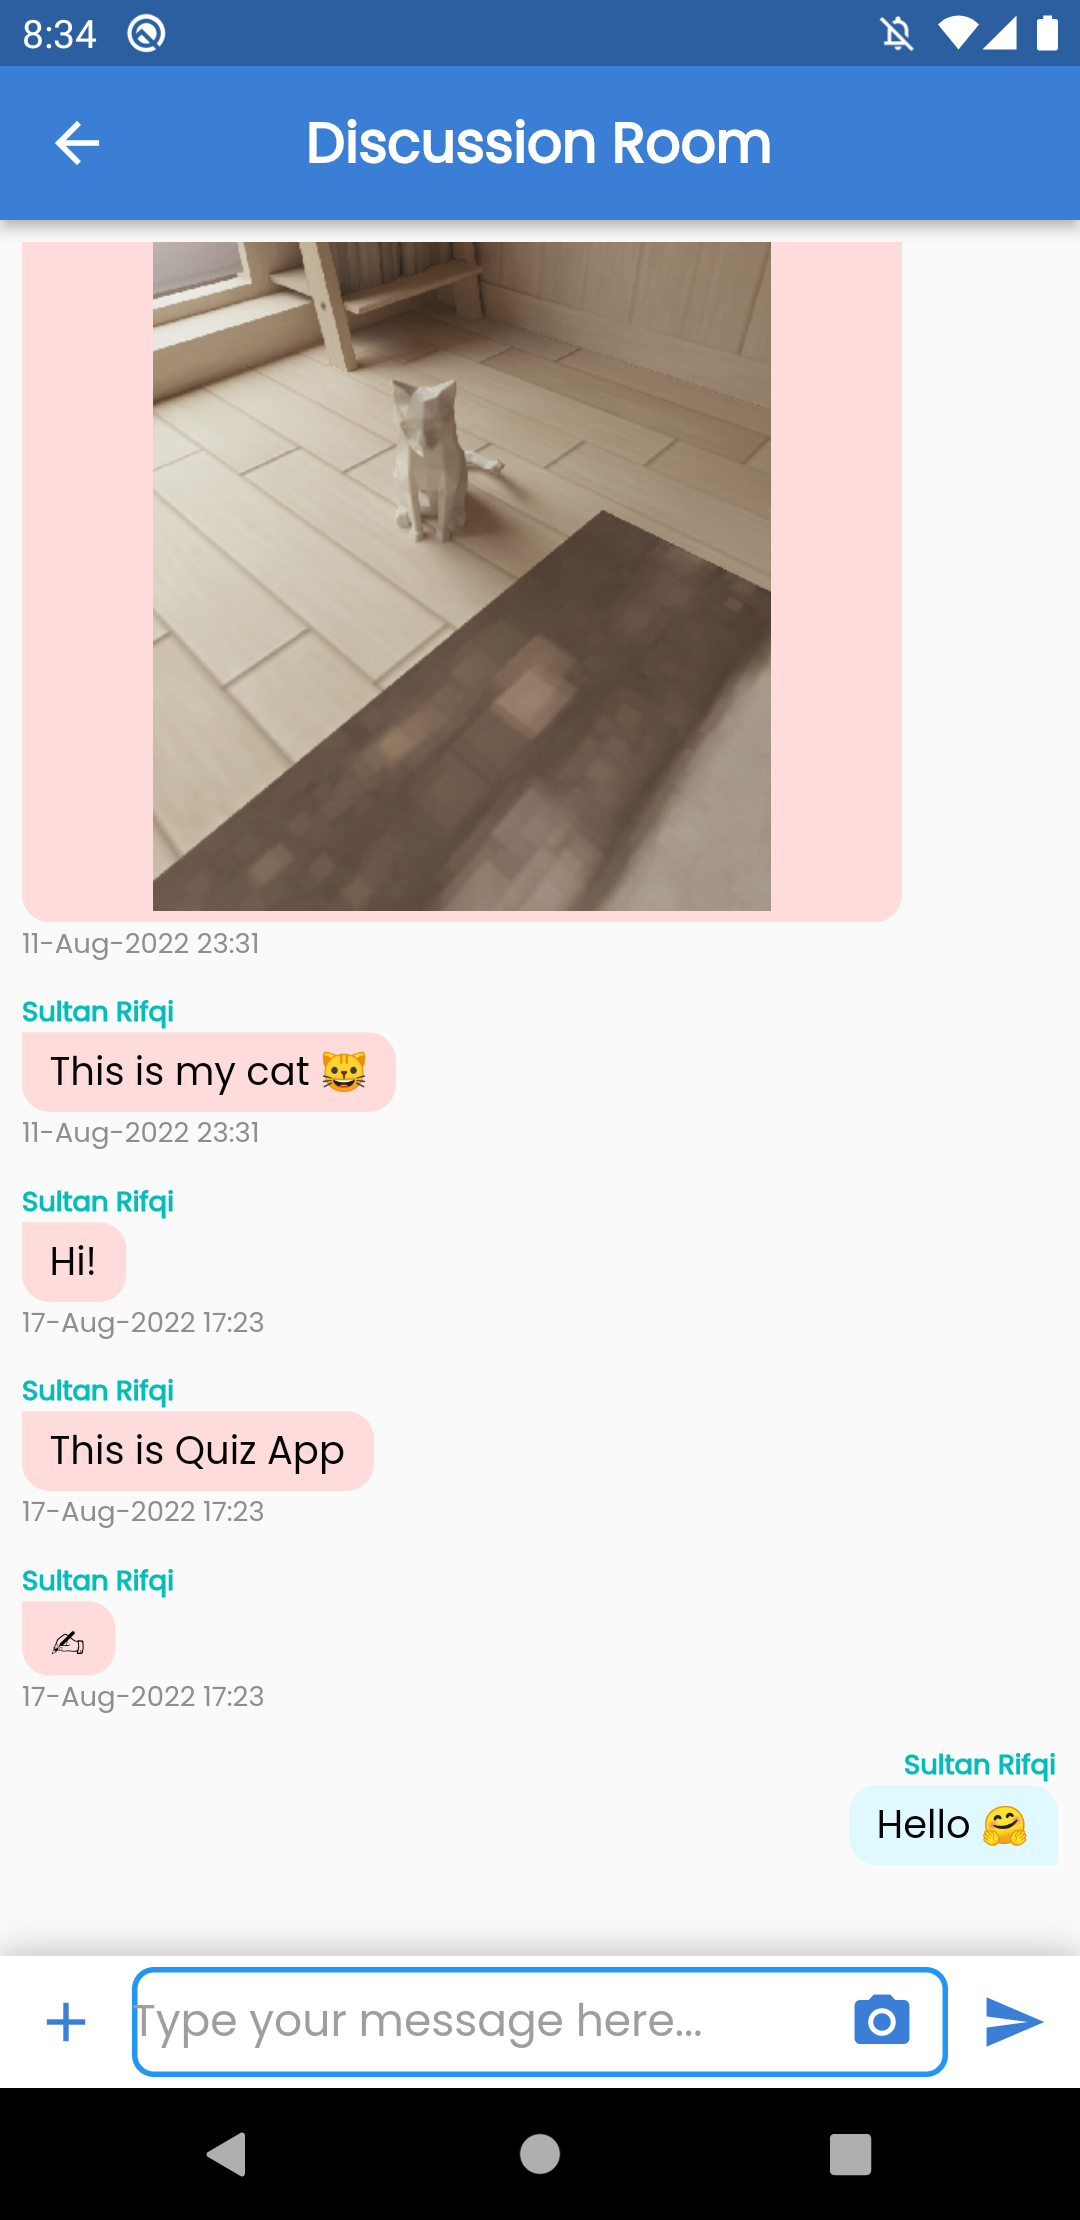 8:34
Discussion Room
11-Aug-2022 23:31
Sultan Rifqi
This is my cat 😺
11-Aug-2022 23:31
Sultan Rifqi
Hi!
17-Aug-2022 17:23
Sultan Rifqi
This is Quiz App
17-Aug-2022 17:23
Sultan Rifqi
✍
17-Aug-2022 17:23
Sultan Rifqi
Hello 🤗
Type your message here...